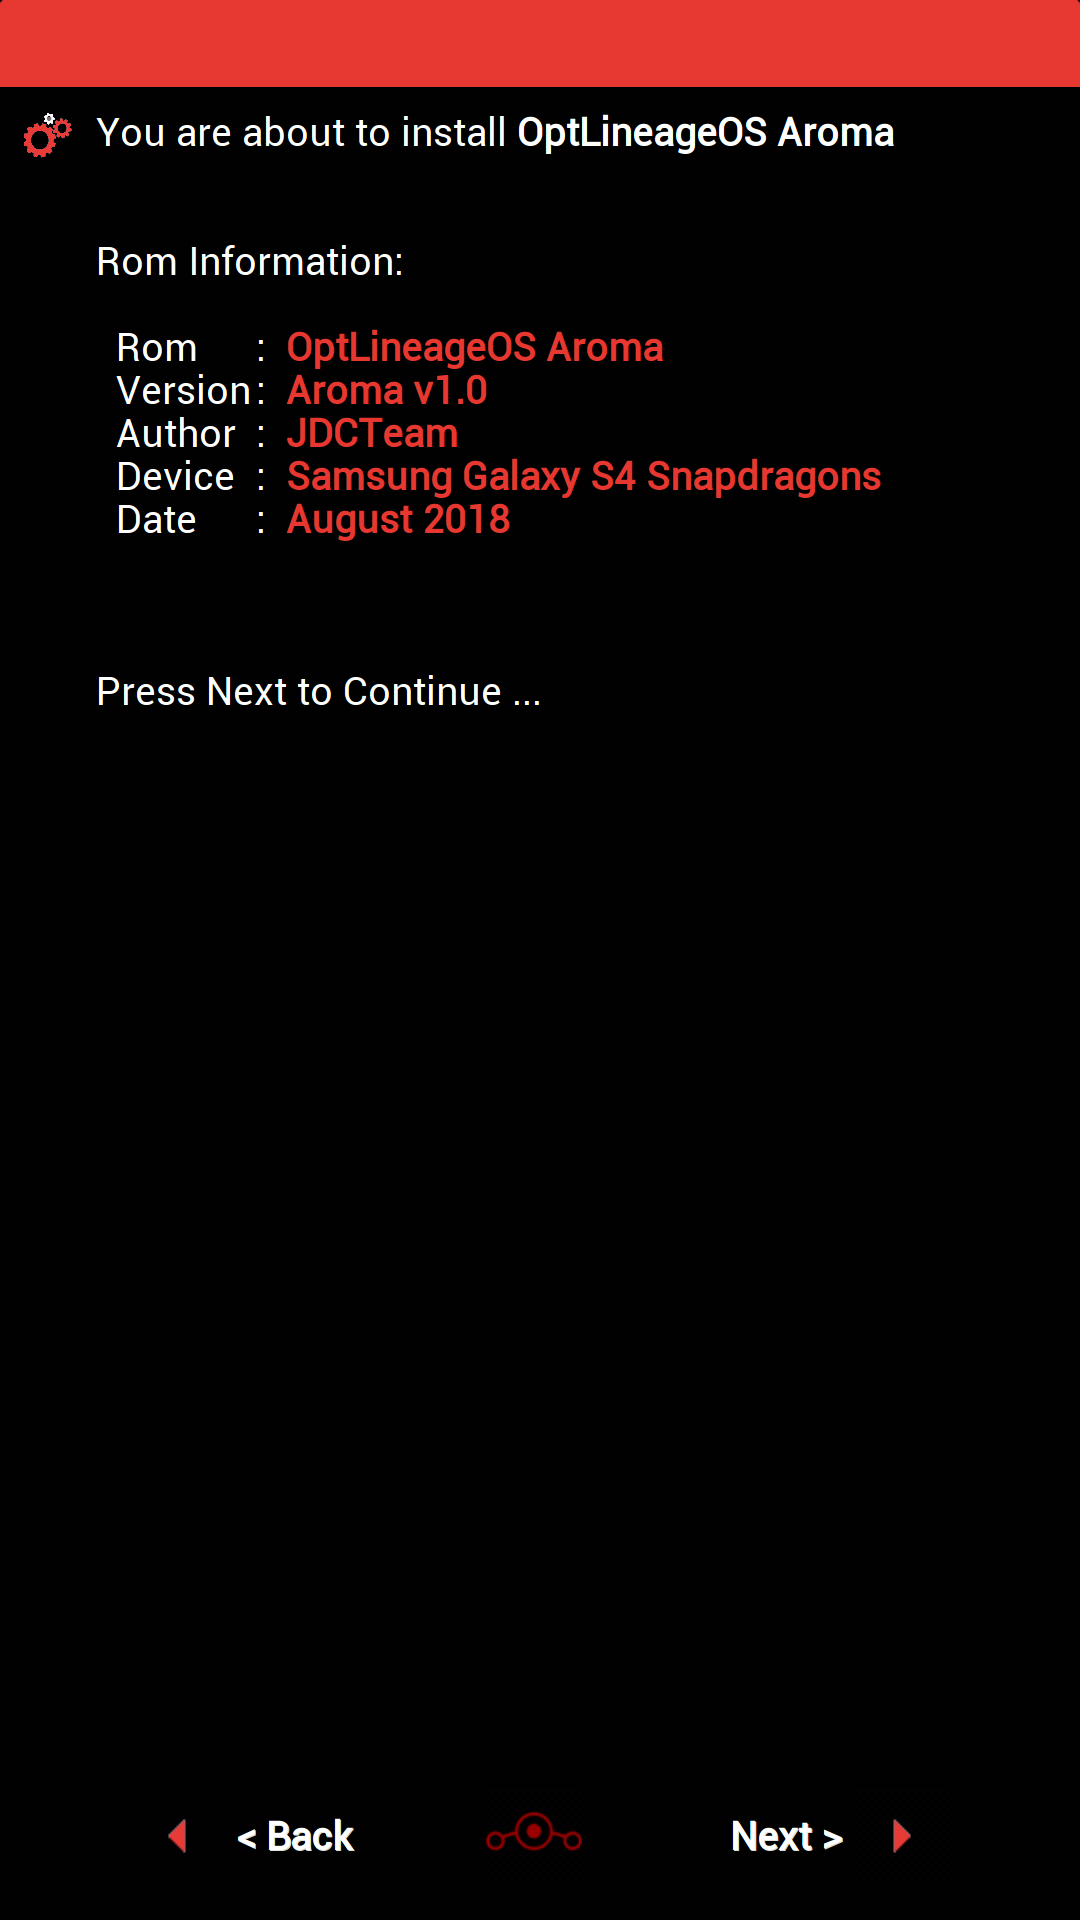 You are about to install OptLineageOS Aroma
Rom Information:
Rom : OptLineageOS Aroma
Version : Aroma v1.0
Author : JDCTeam
Device : Samsung Galaxy S4 Snapdragons
Date : August 2018
Press Next to Continue ...
< Back Next >